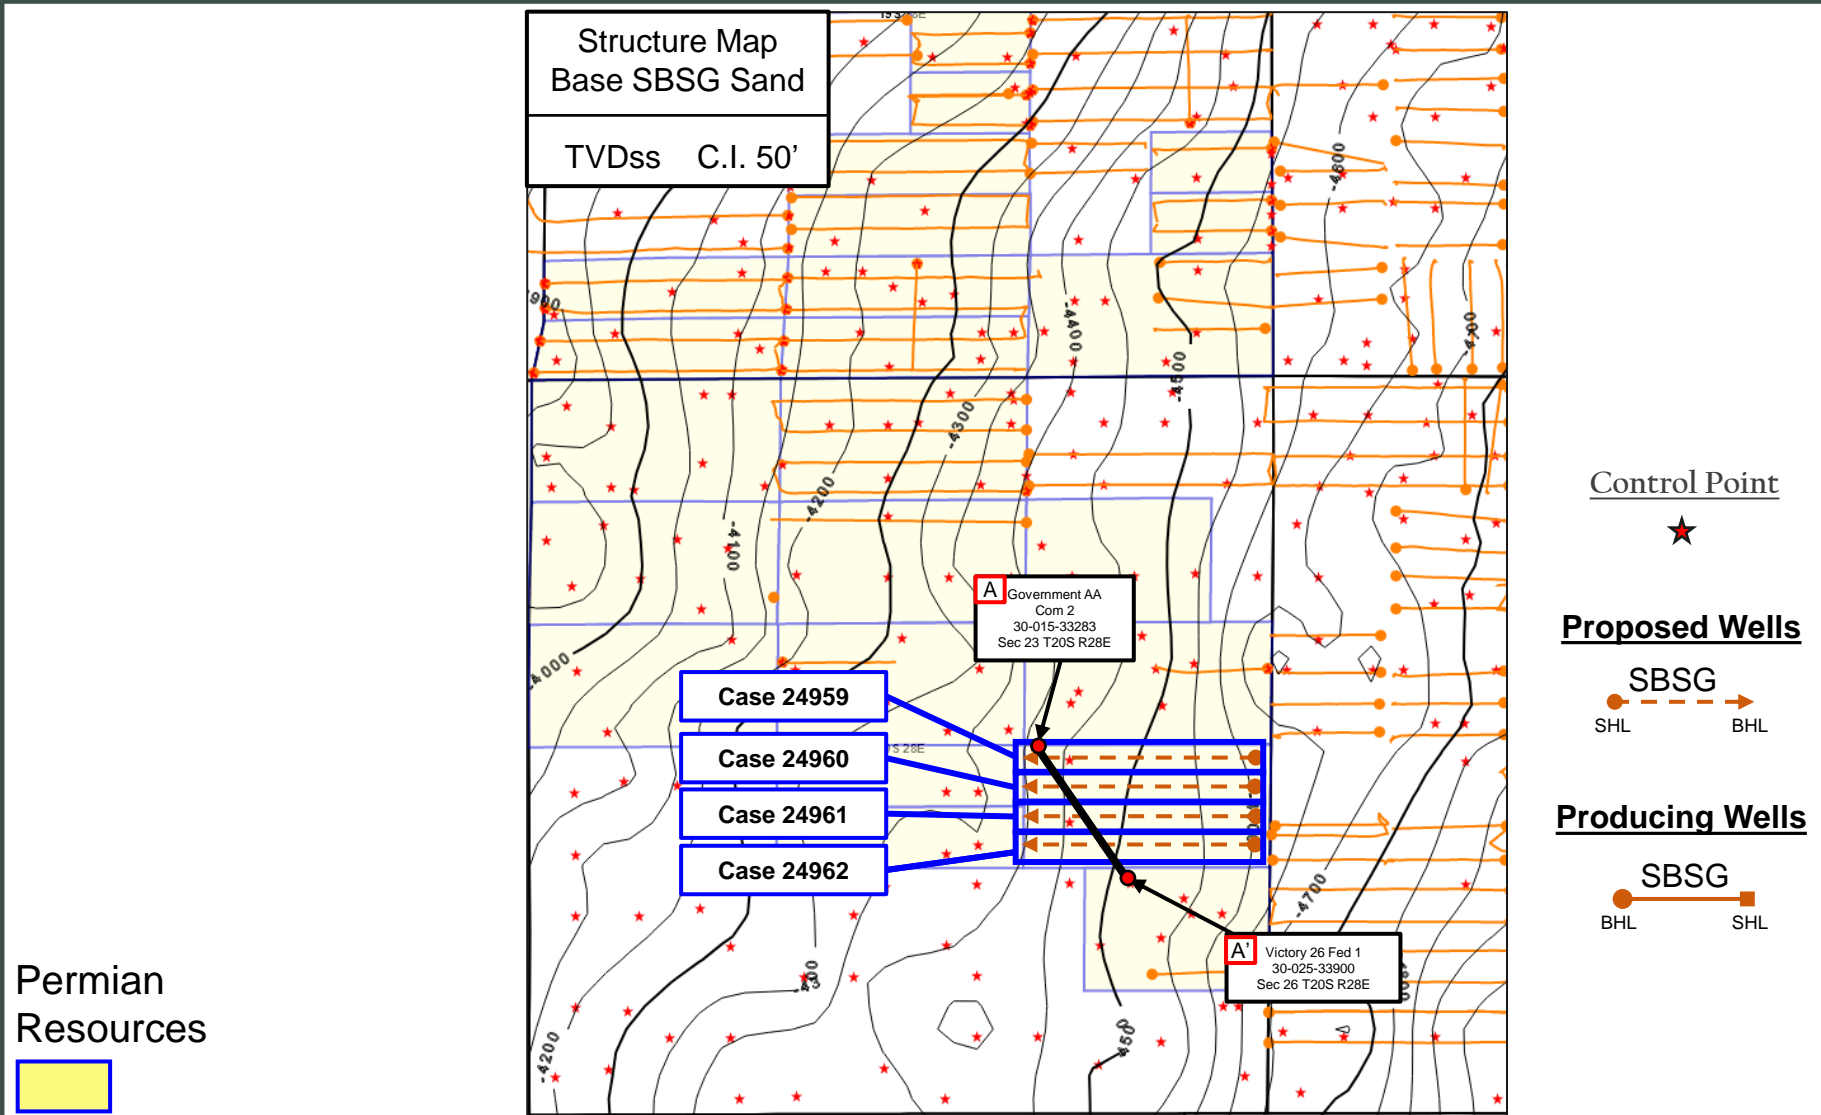 Structure Map
Base SBSG Sand
TVDss C.I. 50’
-4600
-4400
-4500
-4300
-4200
-4100
-4000
A
Government AA
Com 2
30-015-33283
Sec 23 T20S R28E
Case 24959
Case 24960
Case 24961
Case 24962
-4700
A’
Victory 26 Fed 1
30-025-33900
Sec 26 T20S R28E
-4200
4500
Control Point
Proposed Wells
SBSG
SHL BHL
Producing Wells
SBSG
BHL SHL
Permian
Resources